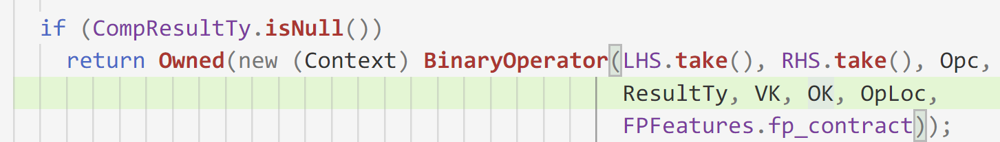 if (CompResultTy.isNull())
return Owned(new (Context) BinaryOperator(LHS.take(), RHS.take(), Opc,
ResultTy, VK, OK, OpLoc,
FPFeatures.fp_contract));